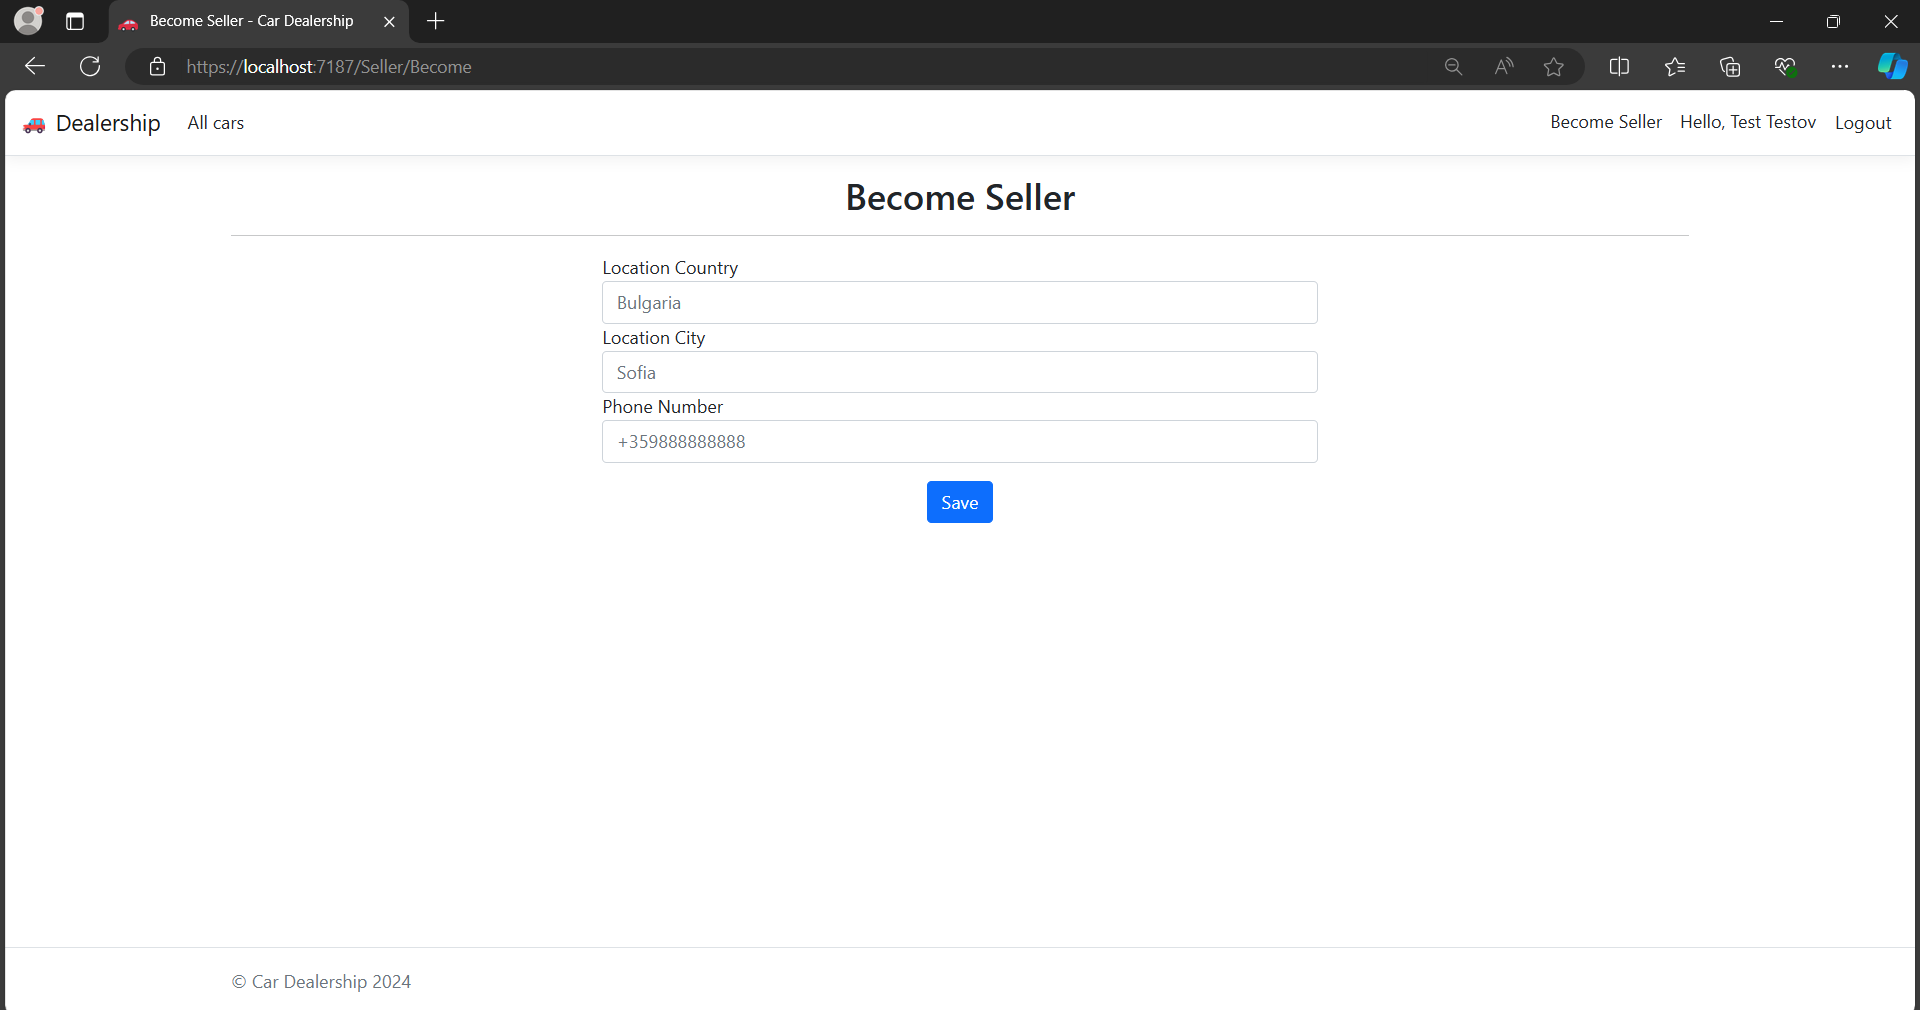 Become Seller - Car Dealership
https://localhost:7187/Seller/Become
Dealership All cars Become Seller Hello, Test Testov Logout
Become Seller
Location Country
Bulgaria
Location City
Sofia
Phone Number
+359888888888
Save
© Car Dealership 2024